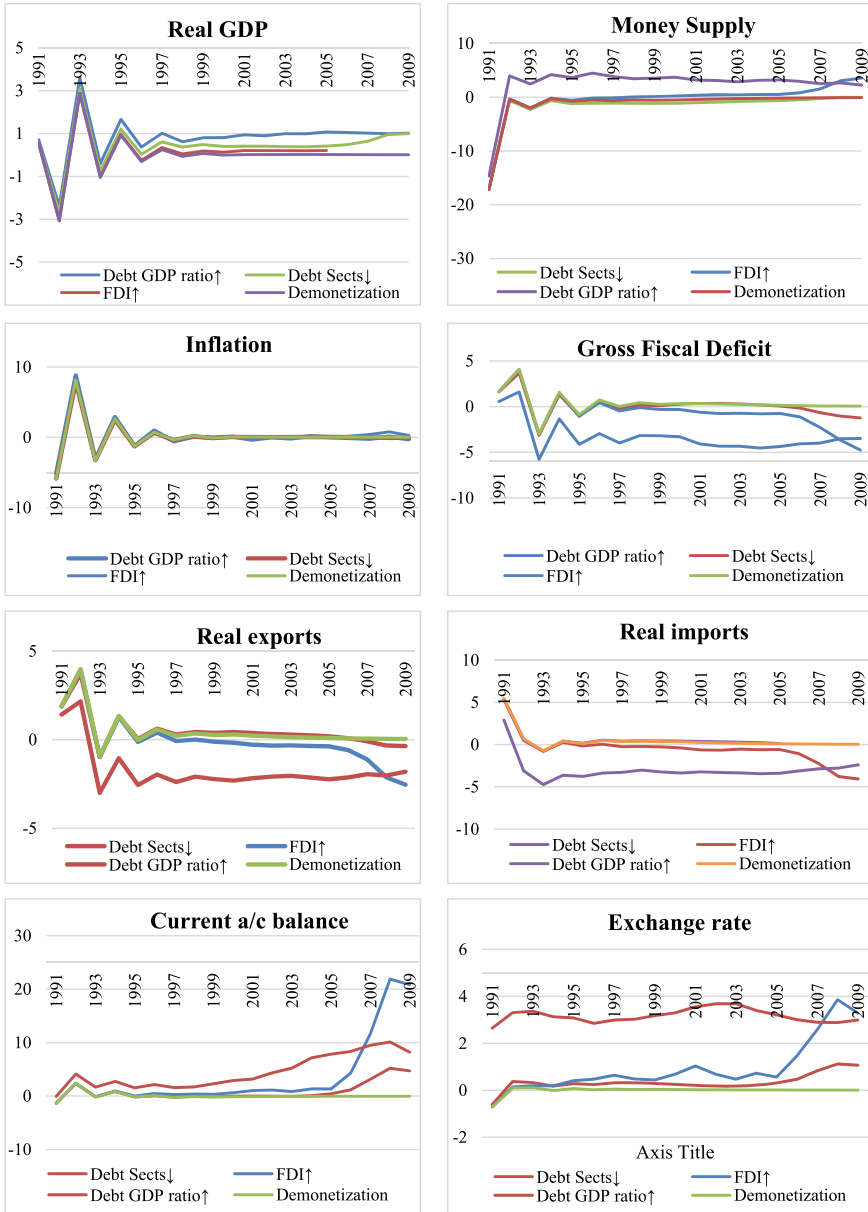 Real GDP
5
3
1
-1
-3
-5
1991
1993
1995
1997
1999
2001
2003
2005
2007
2009
Debt GDP ratio↑
Debt Sects↓
FDI↑
Demonetization
Money Supply
10
0
-10
-20
-30
1991
1993
1995
1997
1999
2001
2003
2005
2007
2009
Debt Sects↓
FDI↑
Debt GDP ratio↑
Demonetization
Inflation
10
0
-10
1991
1993
1995
1997
1999
2001
2003
2005
2007
2009
Debt GDP ratio↑
Debt Sects↓
FDI↑
Demonetization
Gross Fiscal Deficit
5
0
-5
-10
1991
1993
1995
1997
1999
2001
2003
2005
2007
2009
Debt GDP ratio↑
Debt Sects↓
FDI↑
Demonetization
Real exports
5
0
-5
1991
1993
1995
1997
1999
2001
2003
2005
2007
2009
Debt Sects↓
FDI↑
Debt GDP ratio↑
Demonetization
Real imports
10
5
0
-5
-10
1991
1993
1995
1997
1999
2001
2003
2005
2007
2009
Debt Sects↓
FDI↑
Debt GDP ratio↑
Demonetization
Current a/c balance
30
20
10
0
-10
1991
1993
1995
1997
1999
2001
2003
2005
2007
2009
Debt Sects↓
FDI↑
Debt GDP ratio↑
Demonetization
Exchange rate
6
4
2
0
-2
1991
1993
1995
1997
1999
2001
2003
2005
2007
2009
Axis Title
Debt Sects↓
FDI↑
Debt GDP ratio↑
Demonetization